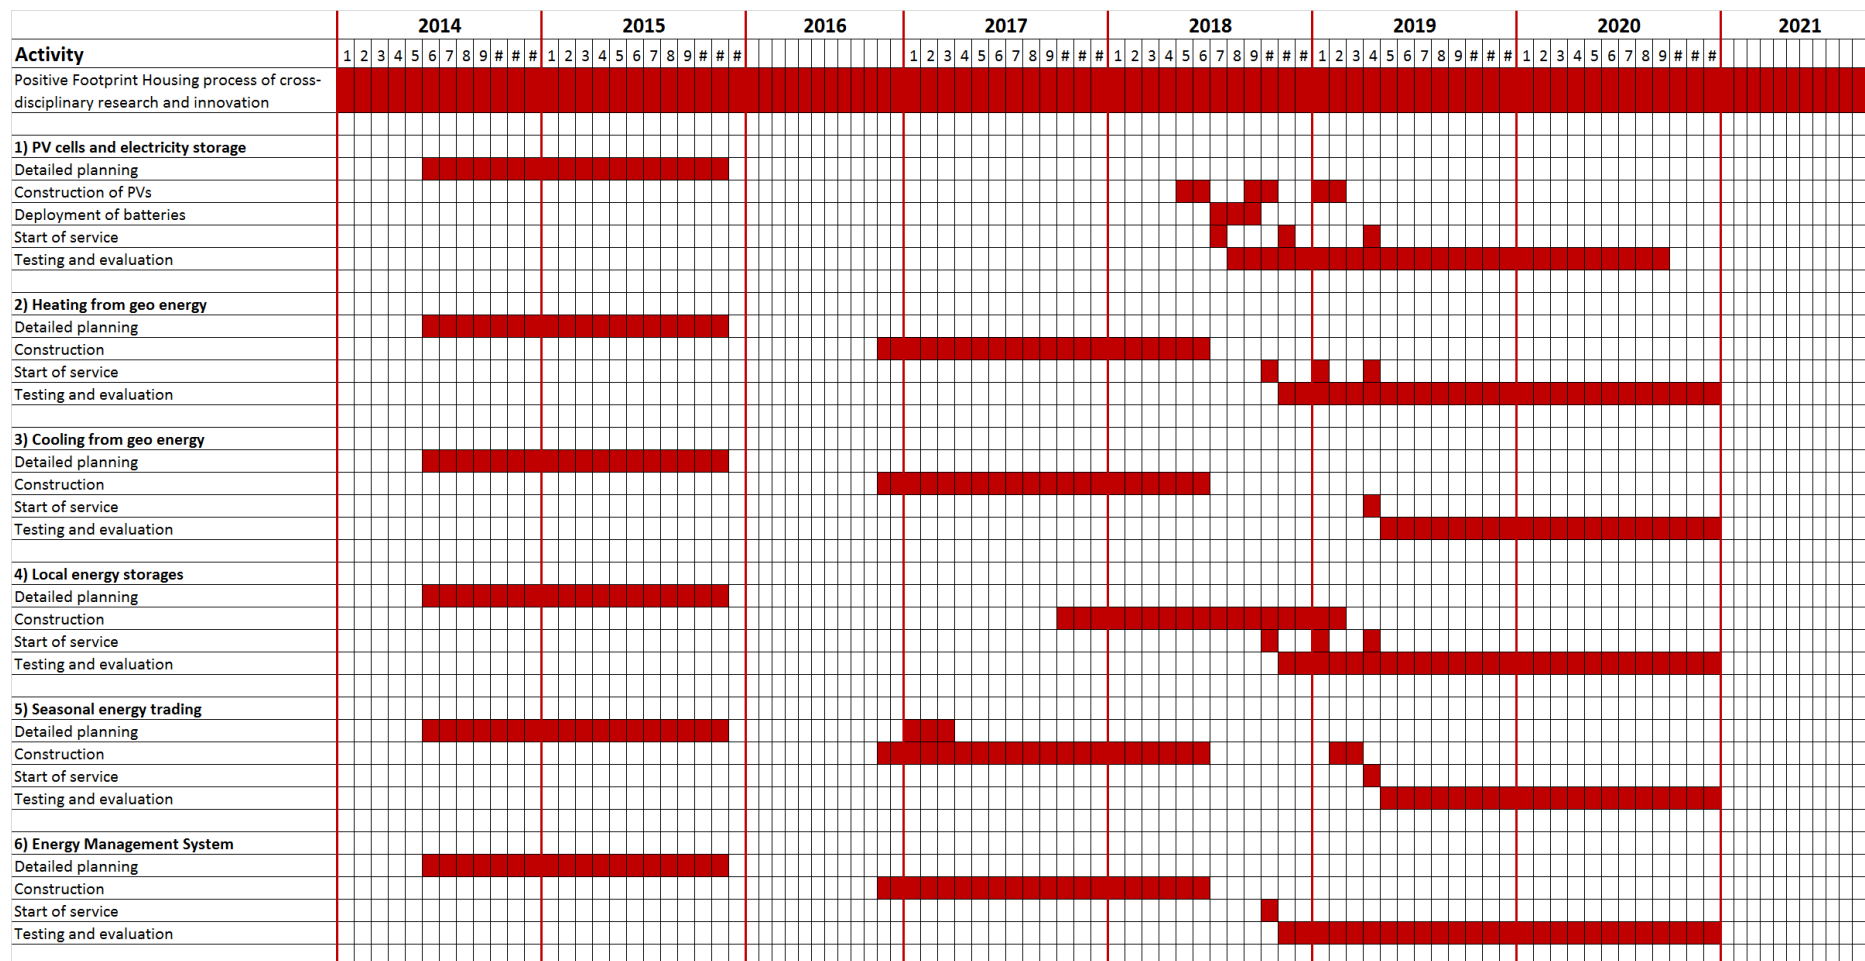 2014 2015 2016 2017 2018 2019 2020 2021
Activity 1 2 3 4 5 6 7 8 9 # # # 1 2 3 4 5 6 7 8 9 # # # 1 2 3 4 5 6 7 8 9 # # # 1 2 3 4 5 6 7 8 9 # # # 1 2 3 4 5 6 7 8 9 # # # 1 2 3 4 5 6 7 8 9 # # #
Positive Footprint Housing process of cross-
disciplinary research and innovation
1) PV cells and electricity storage
Detailed planning
Construction of PVs
Deployment of batteries
Start of service
Testing and evaluation
2) Heating from geo energy
Detailed planning
Construction
Start of service
Testing and evaluation
3) Cooling from geo energy
Detailed planning
Construction
Start of service
Testing and evaluation
4) Local energy storages
Detailed planning
Construction
Start of service
Testing and evaluation
5) Seasonal energy trading
Detailed planning
Construction
Start of service
Testing and evaluation
6) Energy Management System
Detailed planning
Construction
Start of service
Testing and evaluation